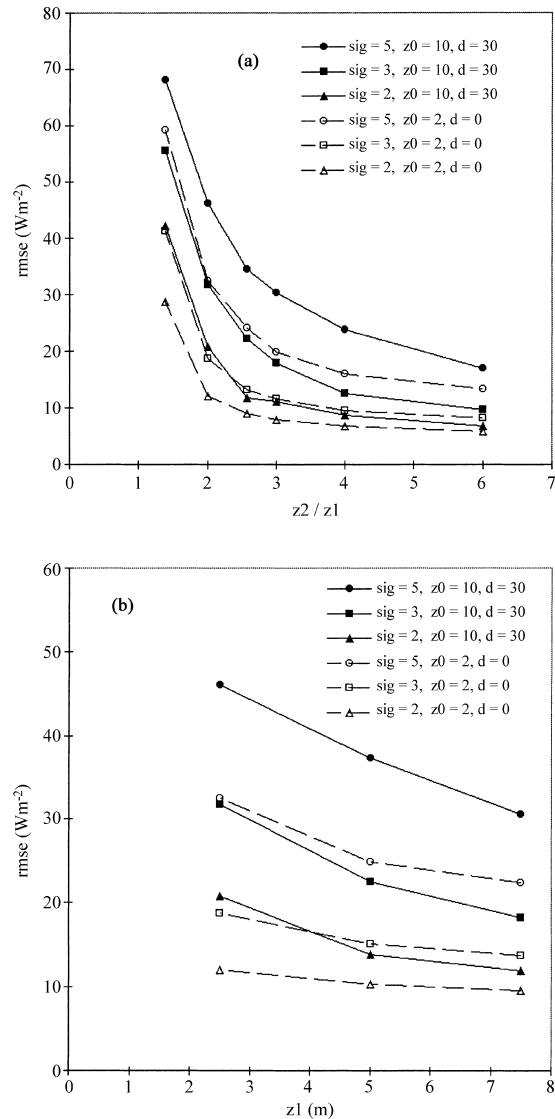 80
70
60
50
40
30
20
10
0
rmse (Wm-2)
(a)
sig = 5, z0 = 10, d = 30
sig = 3, z0 = 10, d = 30
sig = 2, z0 = 10, d = 30
sig = 5, z0 = 2, d = 0
sig = 3, z0 = 2, d = 0
sig = 2, z0 = 2, d = 0
0 1 2 3 4 5 6 7
z2 / z1
60
50
40
30
20
10
0
rmse (Wm-2)
(b)
sig = 5, z0 = 10, d = 30
sig = 3, z0 = 10, d = 30
sig = 2, z0 = 10, d = 30
sig = 5, z0 = 2, d = 0
sig = 3, z0 = 2, d = 0
sig = 2, z0 = 2, d = 0
0 1 2 3 4 5 6 7 8
z1 (m)